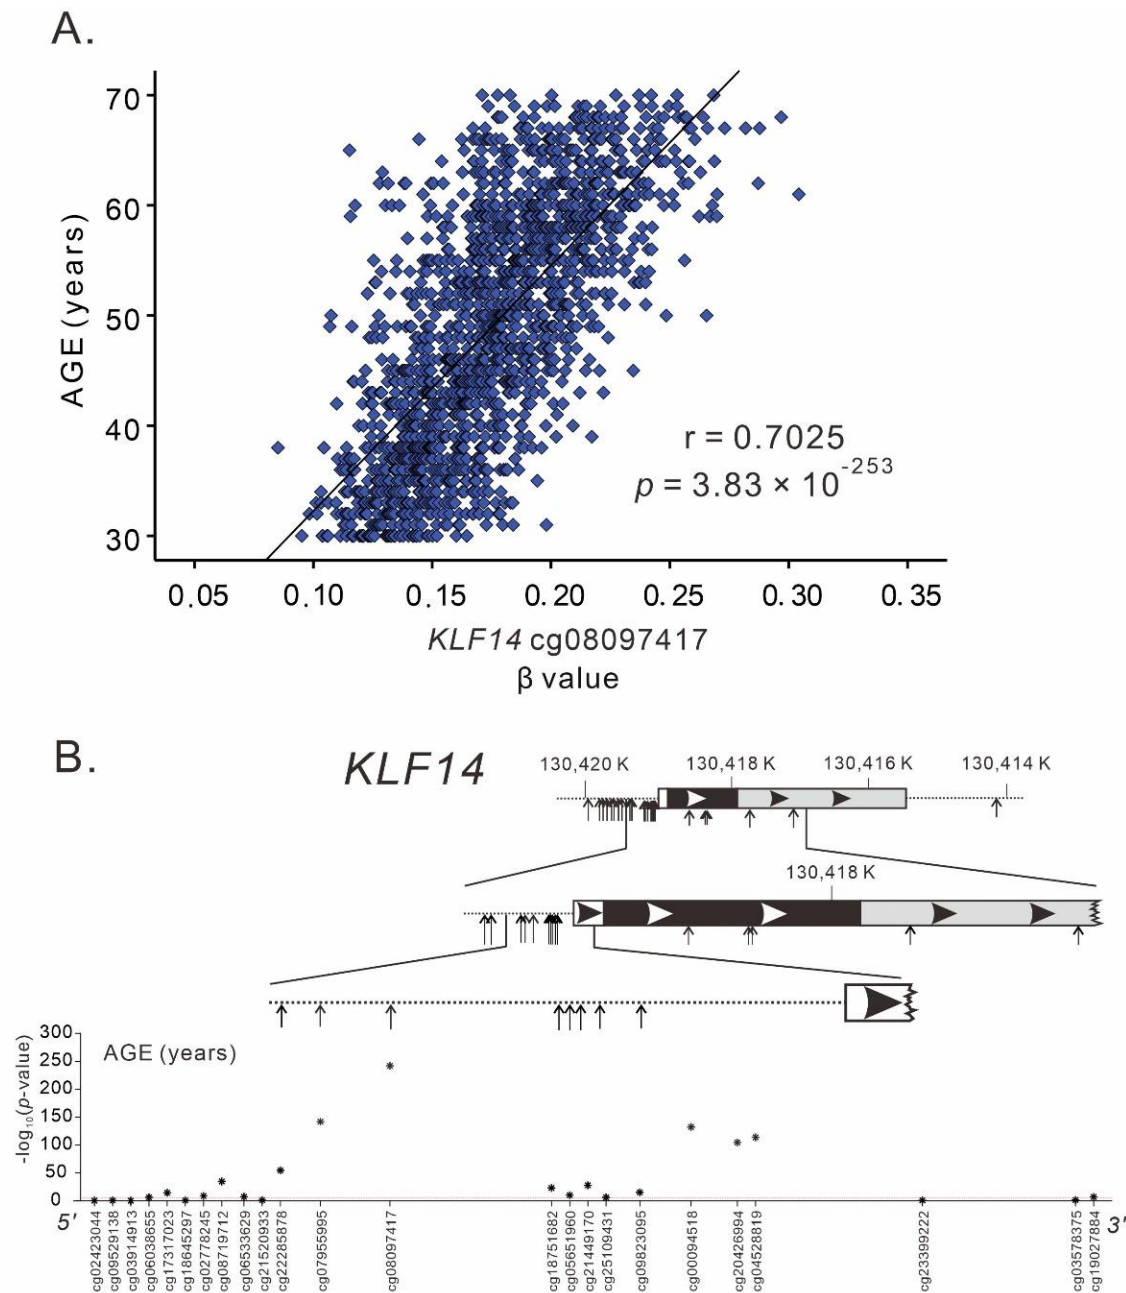 A.
70
60
50
40
30
AGE (years)
r = 0.7025
p = 3.83 × 10^-253
0.05 0.10 0.15 0.20 0.25 0.30 0.35
KLF14 cg08097417
β value
B.
KLF14
130,420 K 130,418 K 130,416 K 130,414 K
130,418 K
300
250
200
150
100
50
0
-log₁₀(p-value)
AGE (years)
5′
3′
cg02423044
cg09529138
cg03914913
cg06038655
cg17317023
cg18645297
cg02778245
cg08719712
cg06533629
cg21520933
cg22285878
cg07955995
cg08097417
cg18751682
cg05651960
cg21449170
cg25109431
cg09823095
cg00094518
cg20426994
cg04528819
cg23399222
cg03578375
cg19027884